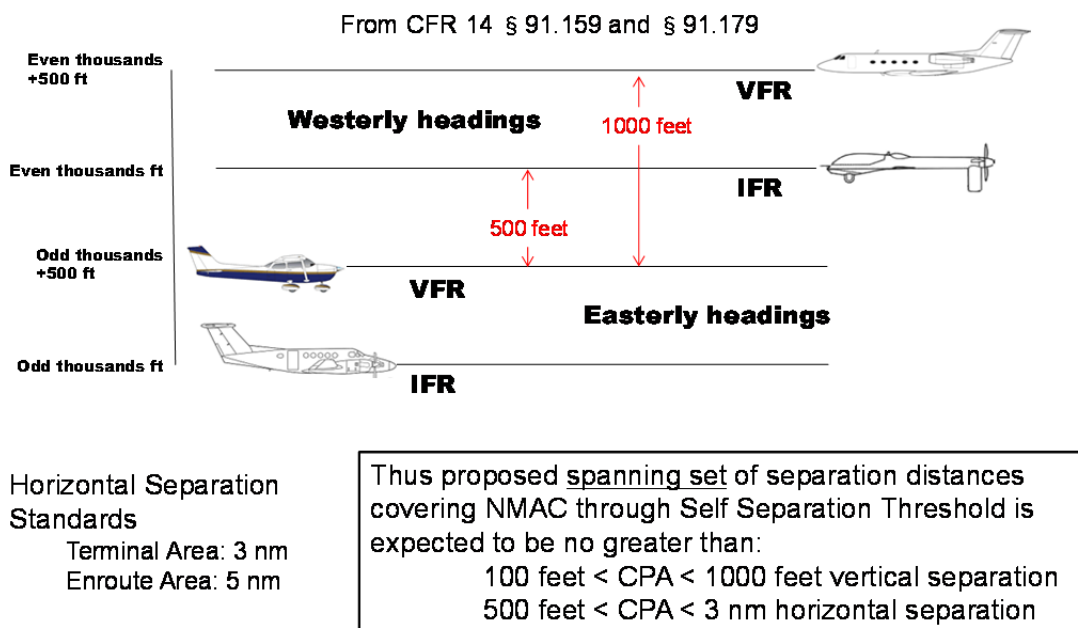 From CFR 14 § 91.159 and § 91.179
Even thousands
+500 ft
VFR
Westerly headings
1000 feet
Even thousands ft
IFR
500 feet
Odd thousands
+500 ft
VFR
Easterly headings
Odd thousands ft
IFR
Horizontal Separation
Standards
Terminal Area: 3 nm
Enroute Area: 5 nm
Thus proposed spanning set of separation distances
covering NMAC through Self Separation Threshold is
expected to be no greater than:
100 feet < CPA < 1000 feet vertical separation
500 feet < CPA < 3 nm horizontal separation